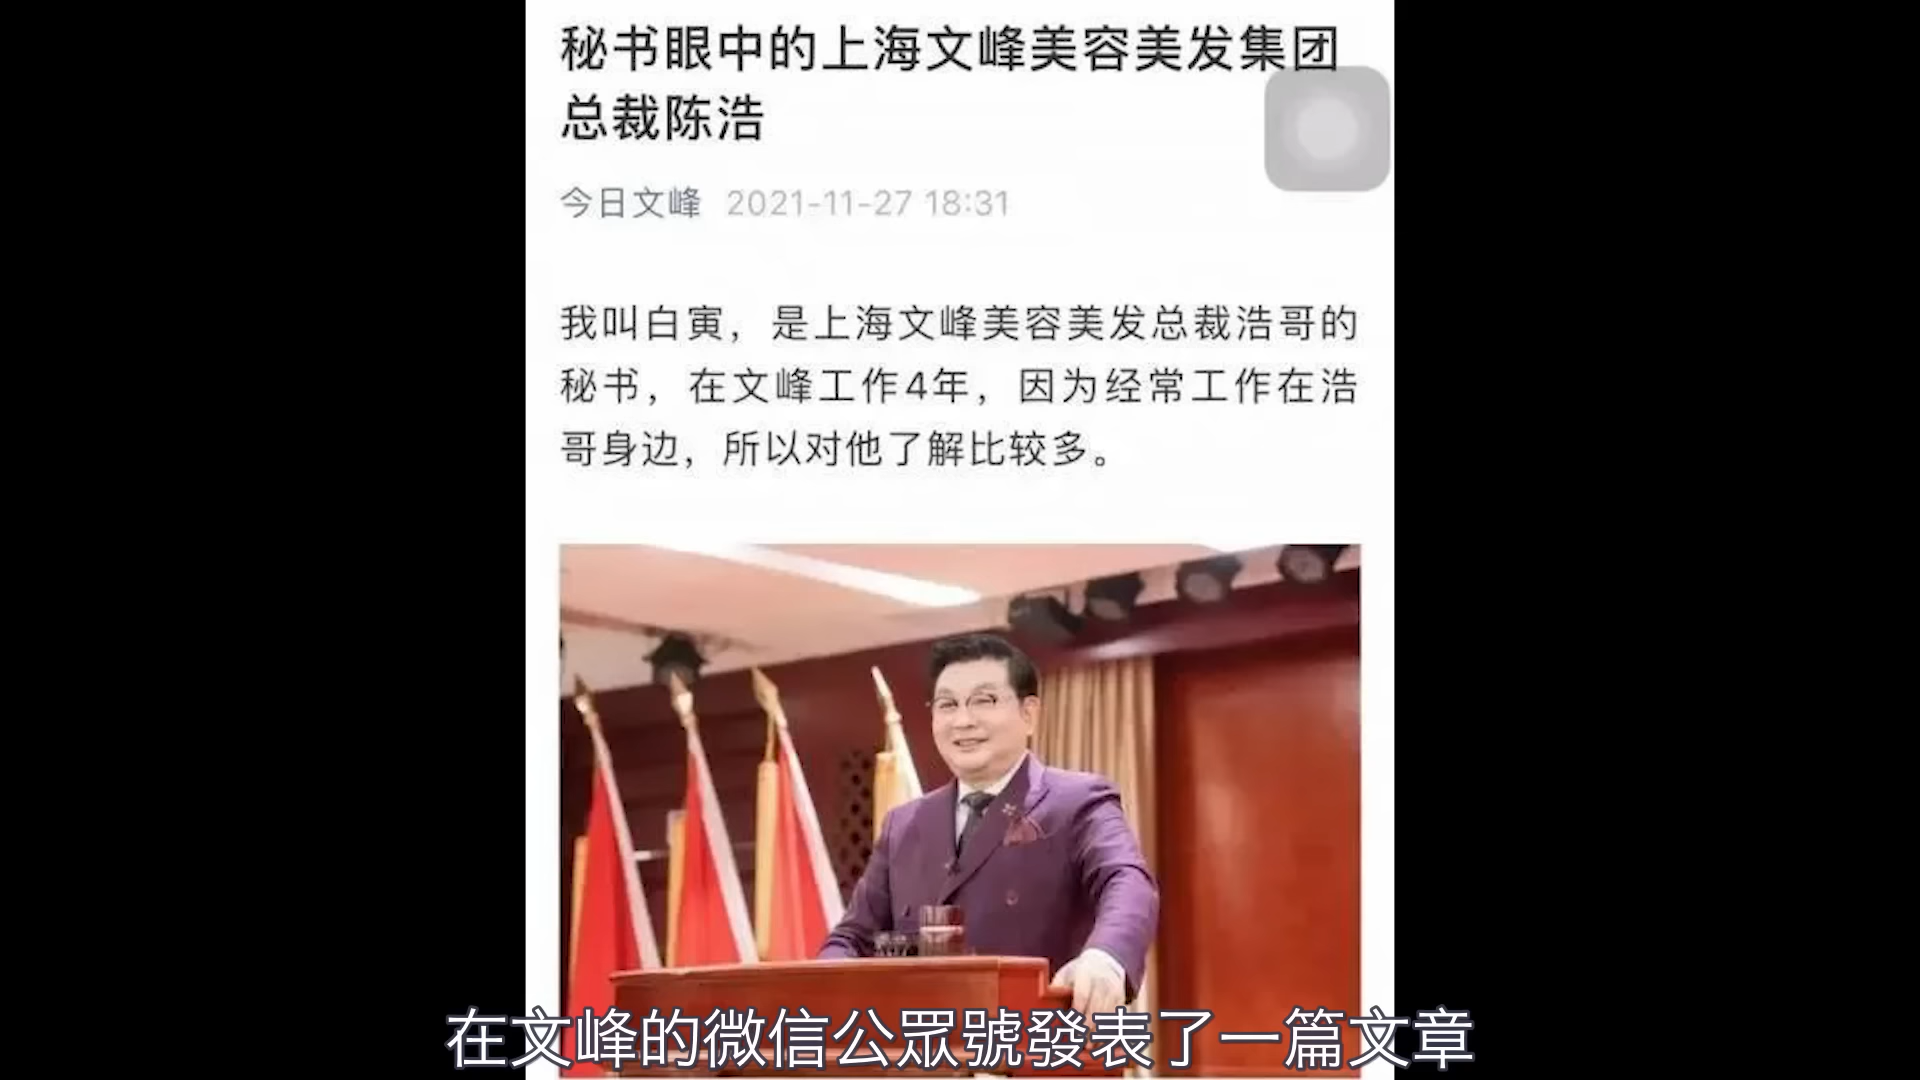 秘书眼中的上海文峰美容美发集团
总裁陈浩
今日文峰 2021-11-27 18:31
我叫白寅，是上海文峰美容美发总裁浩哥的
秘书，在文峰工作4年，因为经常工作在浩
哥身边，所以对他了解比较多。
在文峰的微信公眾號發表了一篇文章